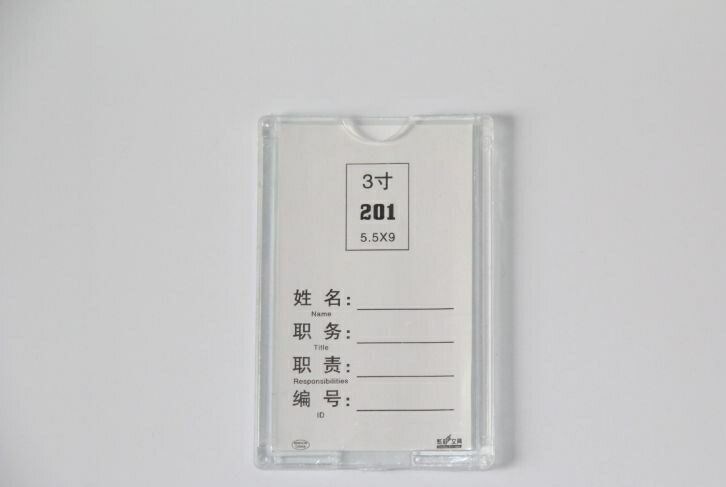 3寸
201
5.5X9
姓 名:
Name
职 务:
Title
职 责:
Responsibilities
编 号:
ID